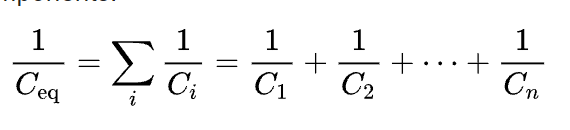 1/C_eq = ∑_i 1/C_i = 1/C_1 + 1/C_2 + ⋯ + 1/C_n